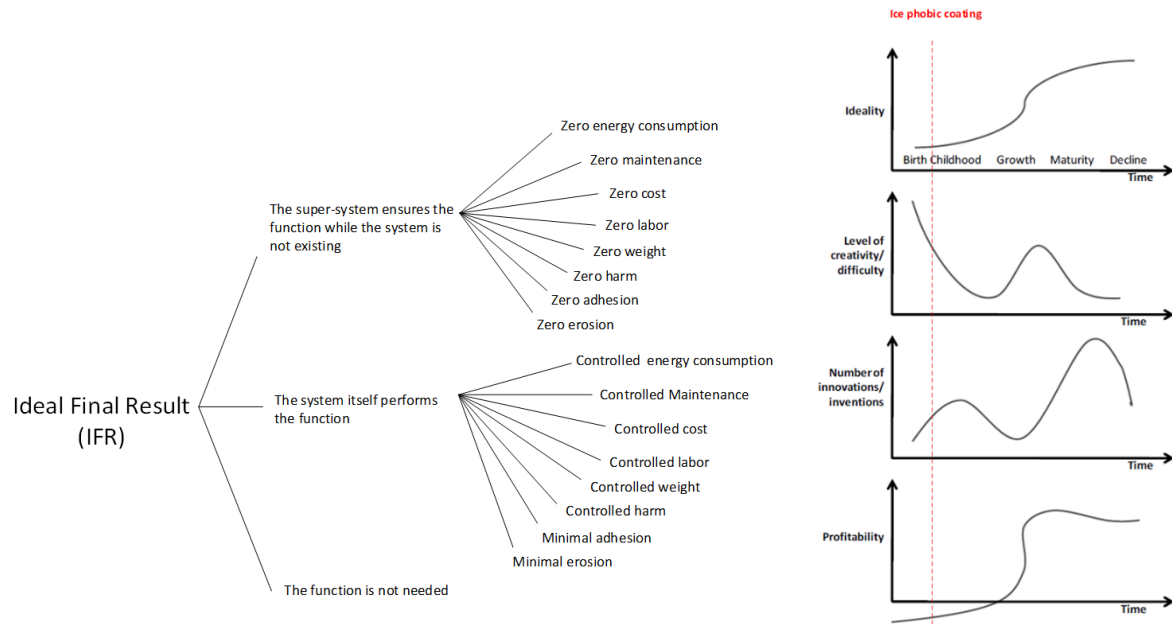 Ideal Final Result
(IFR)
The super-system ensures the
function while the system is
not existing
Zero energy consumption
Zero maintenance
Zero cost
Zero labor
Zero weight
Zero harm
Zero adhesion
Zero erosion
The system itself performs
the function
Controlled energy consumption
Controlled Maintenance
Controlled cost
Controlled labor
Controlled weight
Controlled harm
Minimal adhesion
Minimal erosion
The function is not needed
Ice phobic coating
Ideality
Birth Childhood Growth Maturity Decline
Time
Level of
creativity/
difficulty
Time
Number of
innovations/
inventions
Time
Profitability
Time